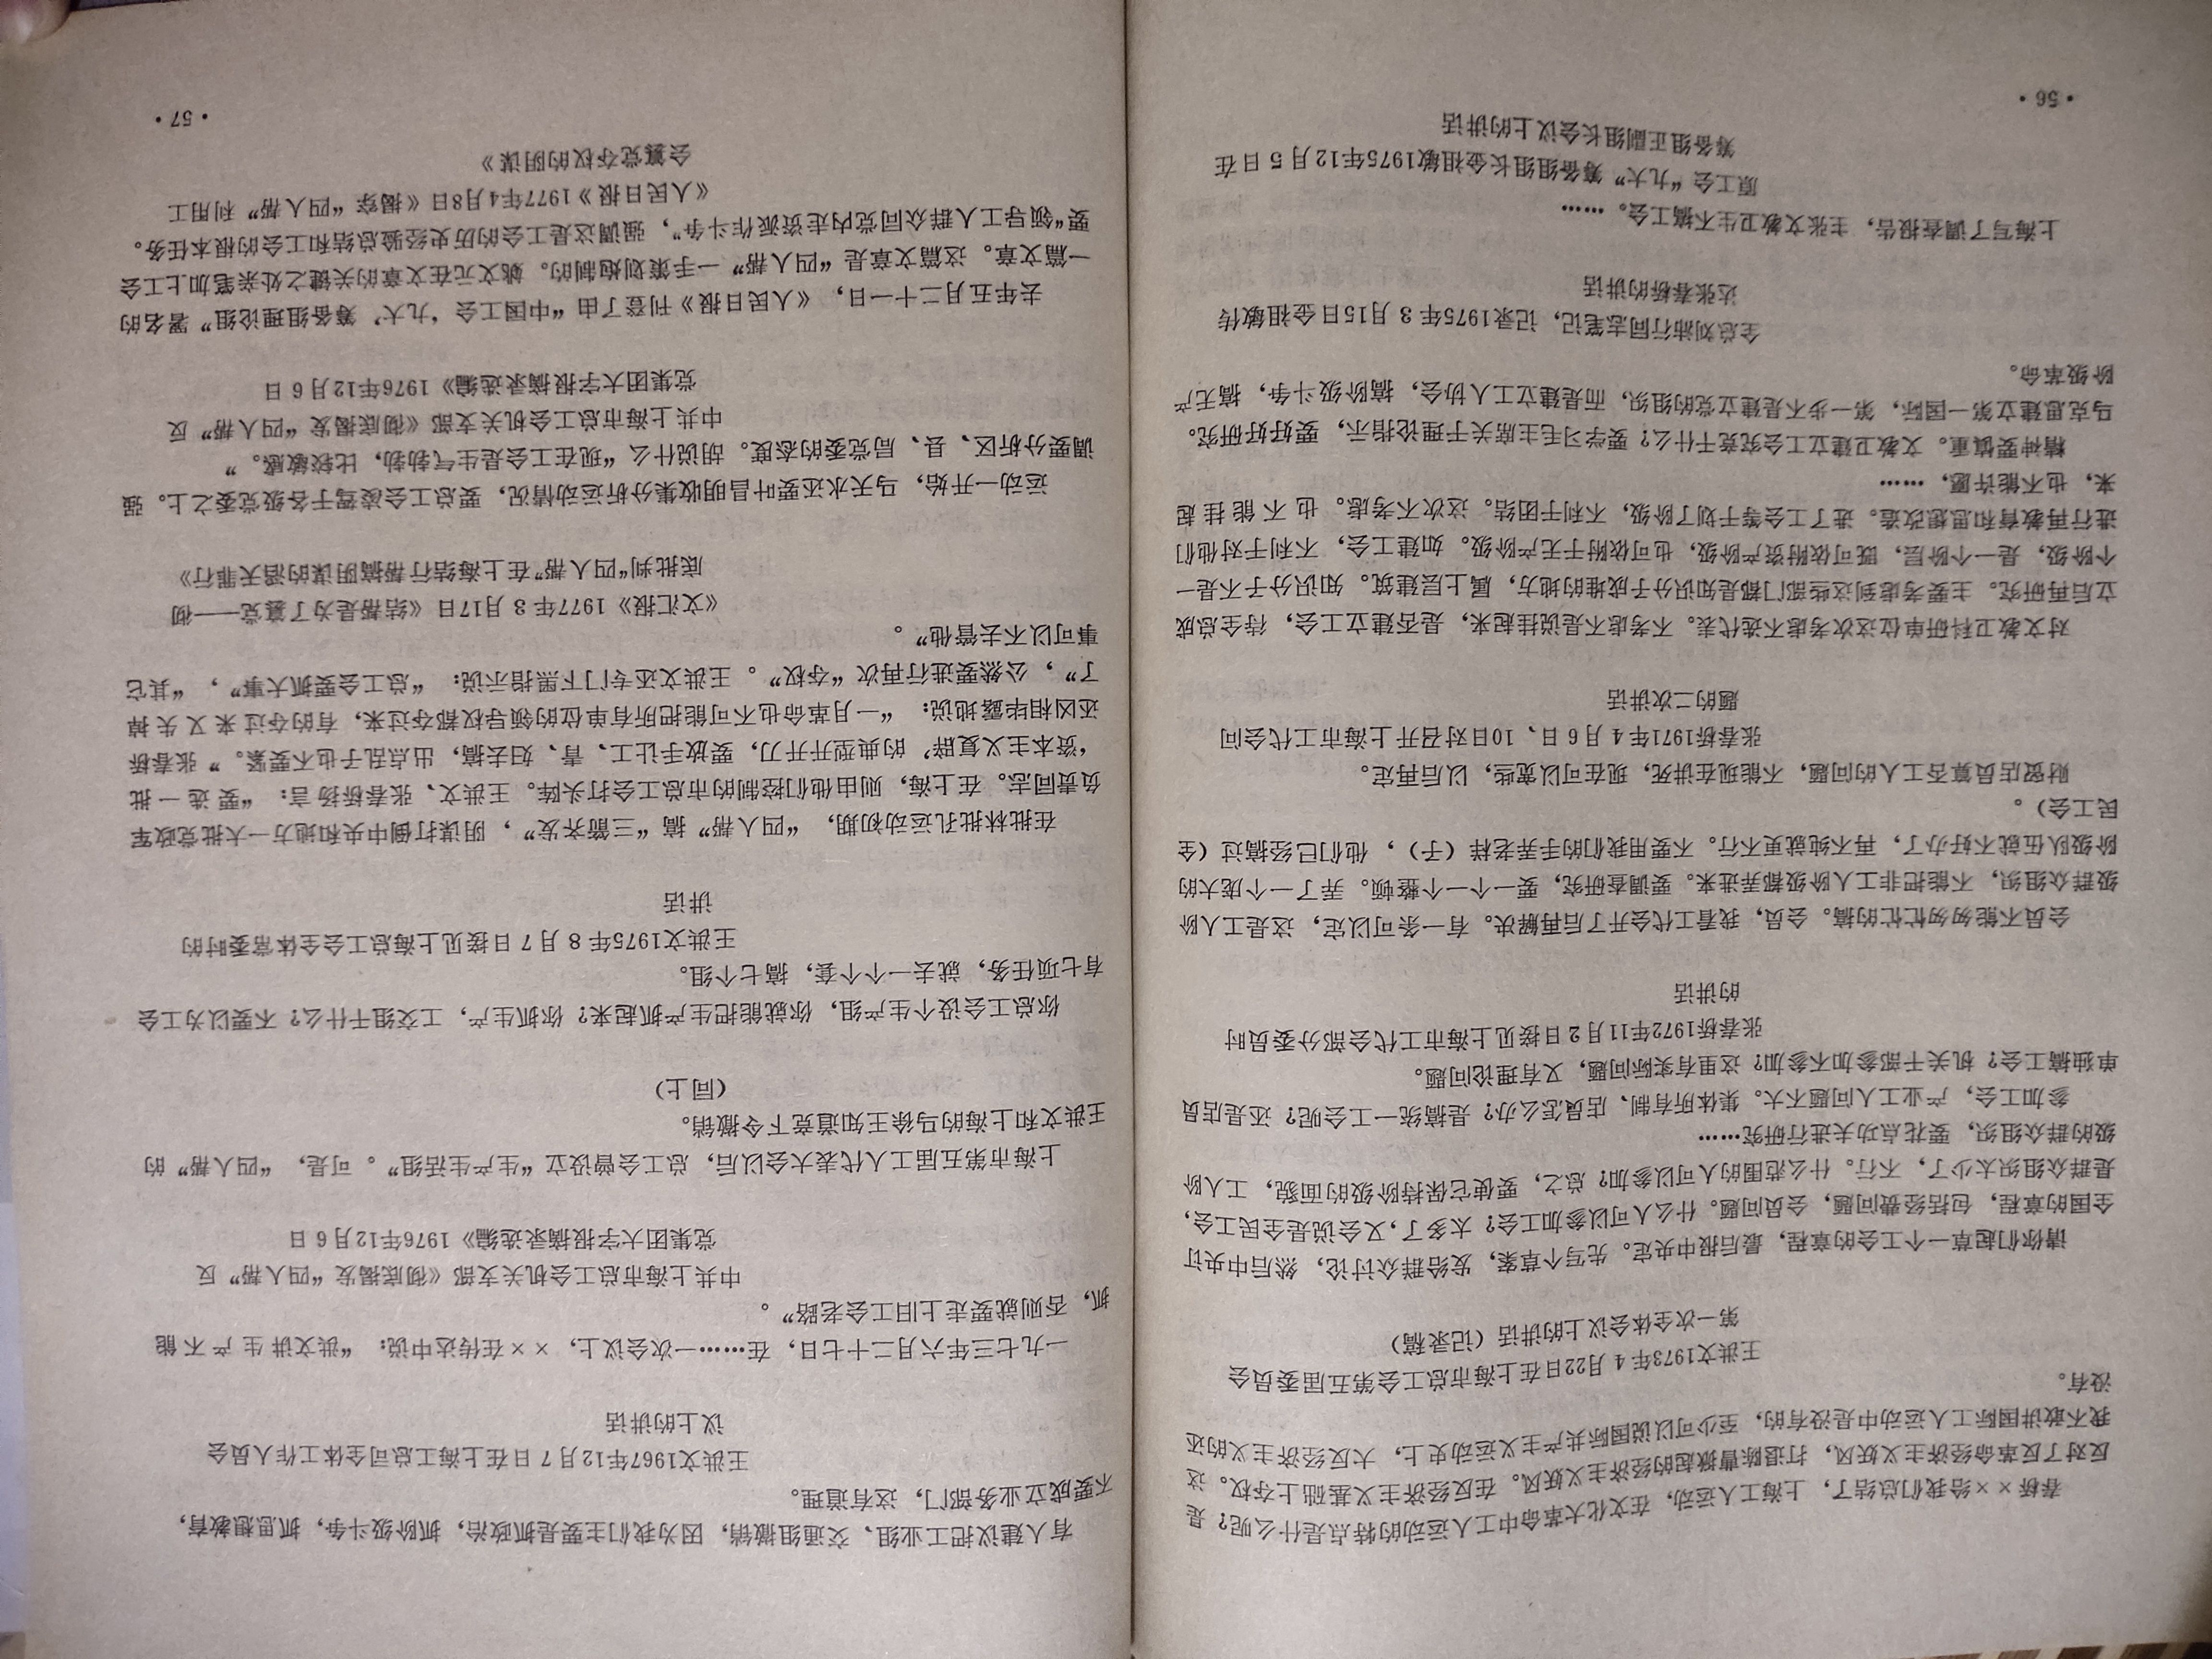 春桥××给我们总结了，上海工人运动，在文化大革命中工人运动的特点是什么呢？是
反对了反革命经济主义妖风，打退陈曹掀起的经济主义妖风。在反经济主义基础上夺权。这
我不敢讲国际工人运动中是没有的，至少可以说国际共产主义运动史上，大反经济主义的还
没有。
王洪文1973年4月22日在上海市总工会第五届委员会
第一次全体会议上的讲话（记录稿）
请你们起草一个工会的章程，最后报中央定。先写个草案，发给群众讨论，然后中央订
全国的章程，包括经费问题，会员问题。什么人可以参加工会？太多了，又会说是全民工会，
是群众组织太少了，不行。什么范围的人可以参加？总之，要使它保持阶级的面貌，工人阶
级的群众组织，要花点功夫进行研究……
参加工会，产业工人问题不大。集体所有制、店员怎么办？是搞统一工会呢？还是店员
单独搞工会？机关干部参加不参加？这里有实际问题，又有理论问题。
张春桥1972年11月2日接见上海市工代会部分委员时
的讲话
会员不能匆匆忙忙的搞。会员，我看工代会开了后再解决。有一条可以定，这是工人阶
级群众组织，不能把非工人阶级都弄进来。要调查研究，要一个一个整顿。弄了一个庞大的
阶级队伍就不好办了，再不纯就更不行。不要用我们的手弄老样（子），他们已经搞过（全
民工会）。
财贸店员算否工人的问题，不能现在讲死，现在可以宽些，以后再定。
张春桥1971年4月6日、10日对召开上海市工代会问
题的二次讲话
对文教卫科研单位这次考虑不选代表。不考虑不是说挂起来，是否建立工会，待全总成
立后再研究。主要考虑到这些部门都是知识分子成堆的地方，属上层建筑。知识分子不是一
个阶级，是一个阶层，既可依附资产阶级，也可依附于无产阶级。如建工会，不利于对他们
进行再教育和思想改造。进了工会等于划了阶级，不利于团结。这次不考虑。也不能挂起
来，也不能许愿，……
精神要慎重。文教卫建立工会究竟干什么？要学习毛主席关于理论指示，要好好研究。
马克思建立第一国际，第一步不是建立党的组织，而是建立工人协会，搞阶级斗争，搞无产
阶级革命。
全总刘冲行同志笔记，记录1975年3月15日金祖敏传
达张春桥的讲话
上海写了调查报告，主张文教卫生不搞工会。……
原工会“九大”筹备组组长金祖敏1975年12月5日在
筹备组正副组长会议上的讲话
·56·
有人建议把工业组、交通组撤销，因为我们主要是抓政治，抓阶级斗争，抓思想教育，
不要成立业务部门，这有道理。
王洪文1967年12月7日在上海工总司全体工作人员会
议上的讲话
一九七三年六月二十七日，在……一次会议上，××在传达中说：“洪文讲生产不能
抓，否则就要走上旧工会老路”。
中共上海市总工会机关支部《彻底揭发“四人帮”反
党集团大字报摘录选编》1976年12月6日
上海市第五届工人代表大会以后，总工会曾设立“生产生活组”。可是，“四人帮”的
王洪文和上海的马徐王知道竟下令撤销。
（同上）
你总工会设个生产组，你就能把生产抓起来？你抓生产，工交组干什么？不要以为工会
有七项任务，就去一个个套，搞七个组。
王洪文1975年8月7日接见上海总工会全体常委时的
讲话
在批林批孔运动初期，“四人帮”搞“三箭齐发”，阴谋打倒中央和地方一大批党政军
负责同志。在上海，则由他们控制的市总工会打头阵。王洪文、张春桥扬言：“要选一批
‘资本主义复辟’的典型开开刀，要放手让工、青、妇去搞，出点乱子也不要紧。”张春桥
还凶相毕露地说：“一月革命也不可能把所有单位的领导权都夺过来，有的夺过来又失掉
了”，公然要进行再次“夺权”。王洪文还专门下黑指示说：“总工会要抓大事”，“其它
事可以不去管他”。
《文汇报》1977年3月17日《结帮是为了篡党——彻
底批判“四人帮”在上海结行帮搞阴谋的滔天罪行》
运动一开始，马天水还要叶昌明收集分析运动情况，要总工会凌驾于各级党委之上。强
调要分析区、县、局党委的态度。胡说什么“现在工会是生气勃勃，比较敏感。”
中共上海市总工会机关支部《彻底揭发“四人帮”反
党集团大字报摘录选编》1976年12月6日
去年五月二十一日，《人民日报》刊登了由“中国工会‘九大’筹备组理论组”署名的
一篇文章。这篇文章是“四人帮”一手策划炮制的。姚文元在文章的关键之处亲笔加上工会
要“领导工人群众同党内走资派作斗争”，强调这是工会的历史经验总结和工会的根本任务。
《人民日报》1977年4月8日《揭穿“四人帮”利用工
会篡党夺权的阴谋》
·57·